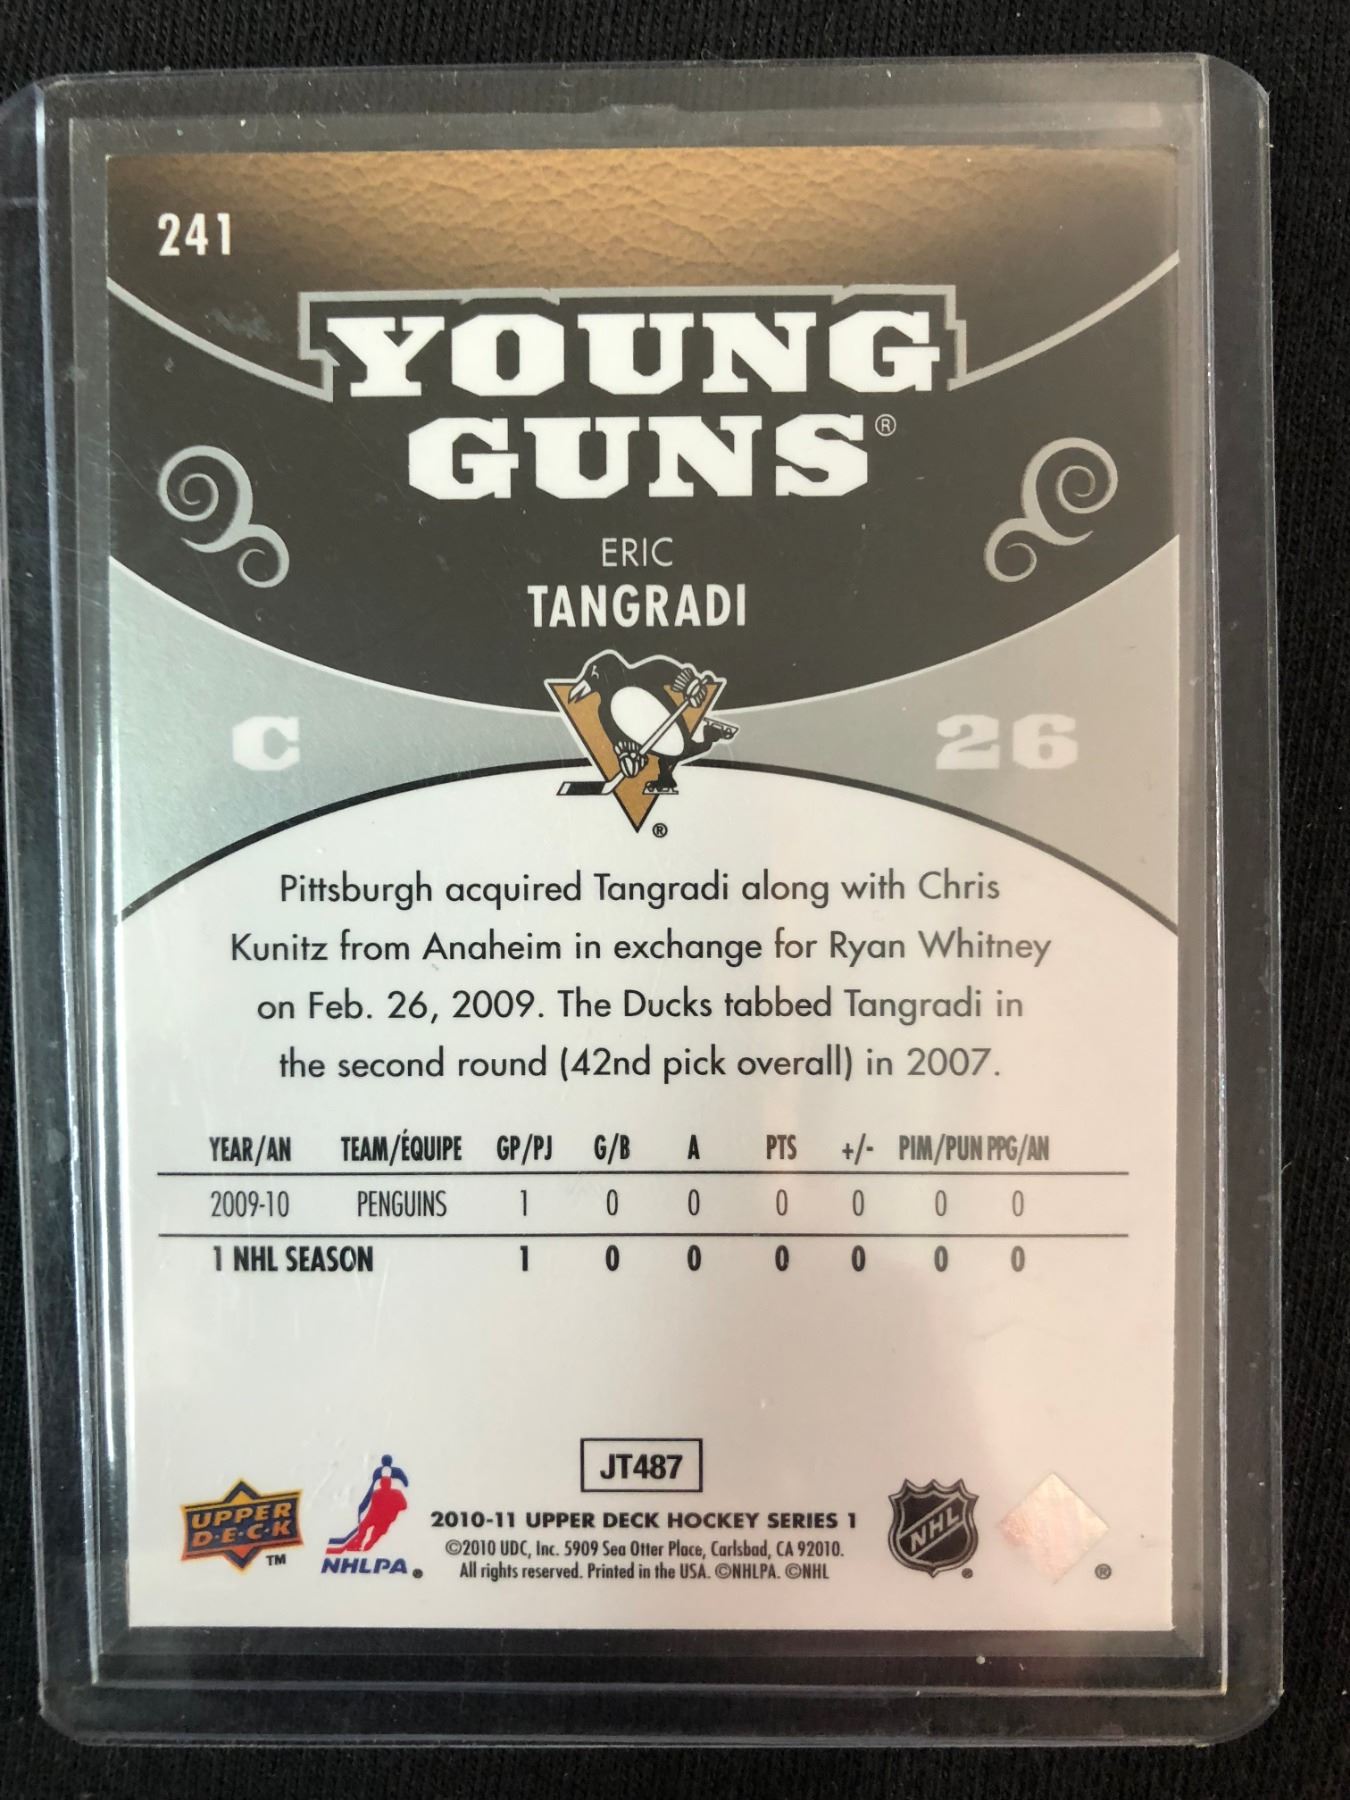 241
YOUNG
GUNS®
ERIC
TANGRADI
C 26
®
Pittsburgh acquired Tangradi along with Chris
Kunitz from Anaheim in exchange for Ryan Whitney
on Feb. 26, 2009. The Ducks tabbed Tangradi in
the second round (42nd pick overall) in 2007.
YEAR/AN TEAM/ÉQUIPE GP/PJ G/B A PTS +/- PIM/PUN PPG/AN
2009-10 PENGUINS 1 0 0 0 0 0 0
1 NHL SEASON 1 0 0 0 0 0 0
JT487
UPPER
D·E·C·K
™
NHLPA®
2010-11 UPPER DECK HOCKEY SERIES 1
©2010 UDC, Inc. 5909 Sea Otter Place, Carlsbad, CA 92010.
All rights reserved. Printed in the USA. ©NHLPA. ©NHL
NHL ®
®